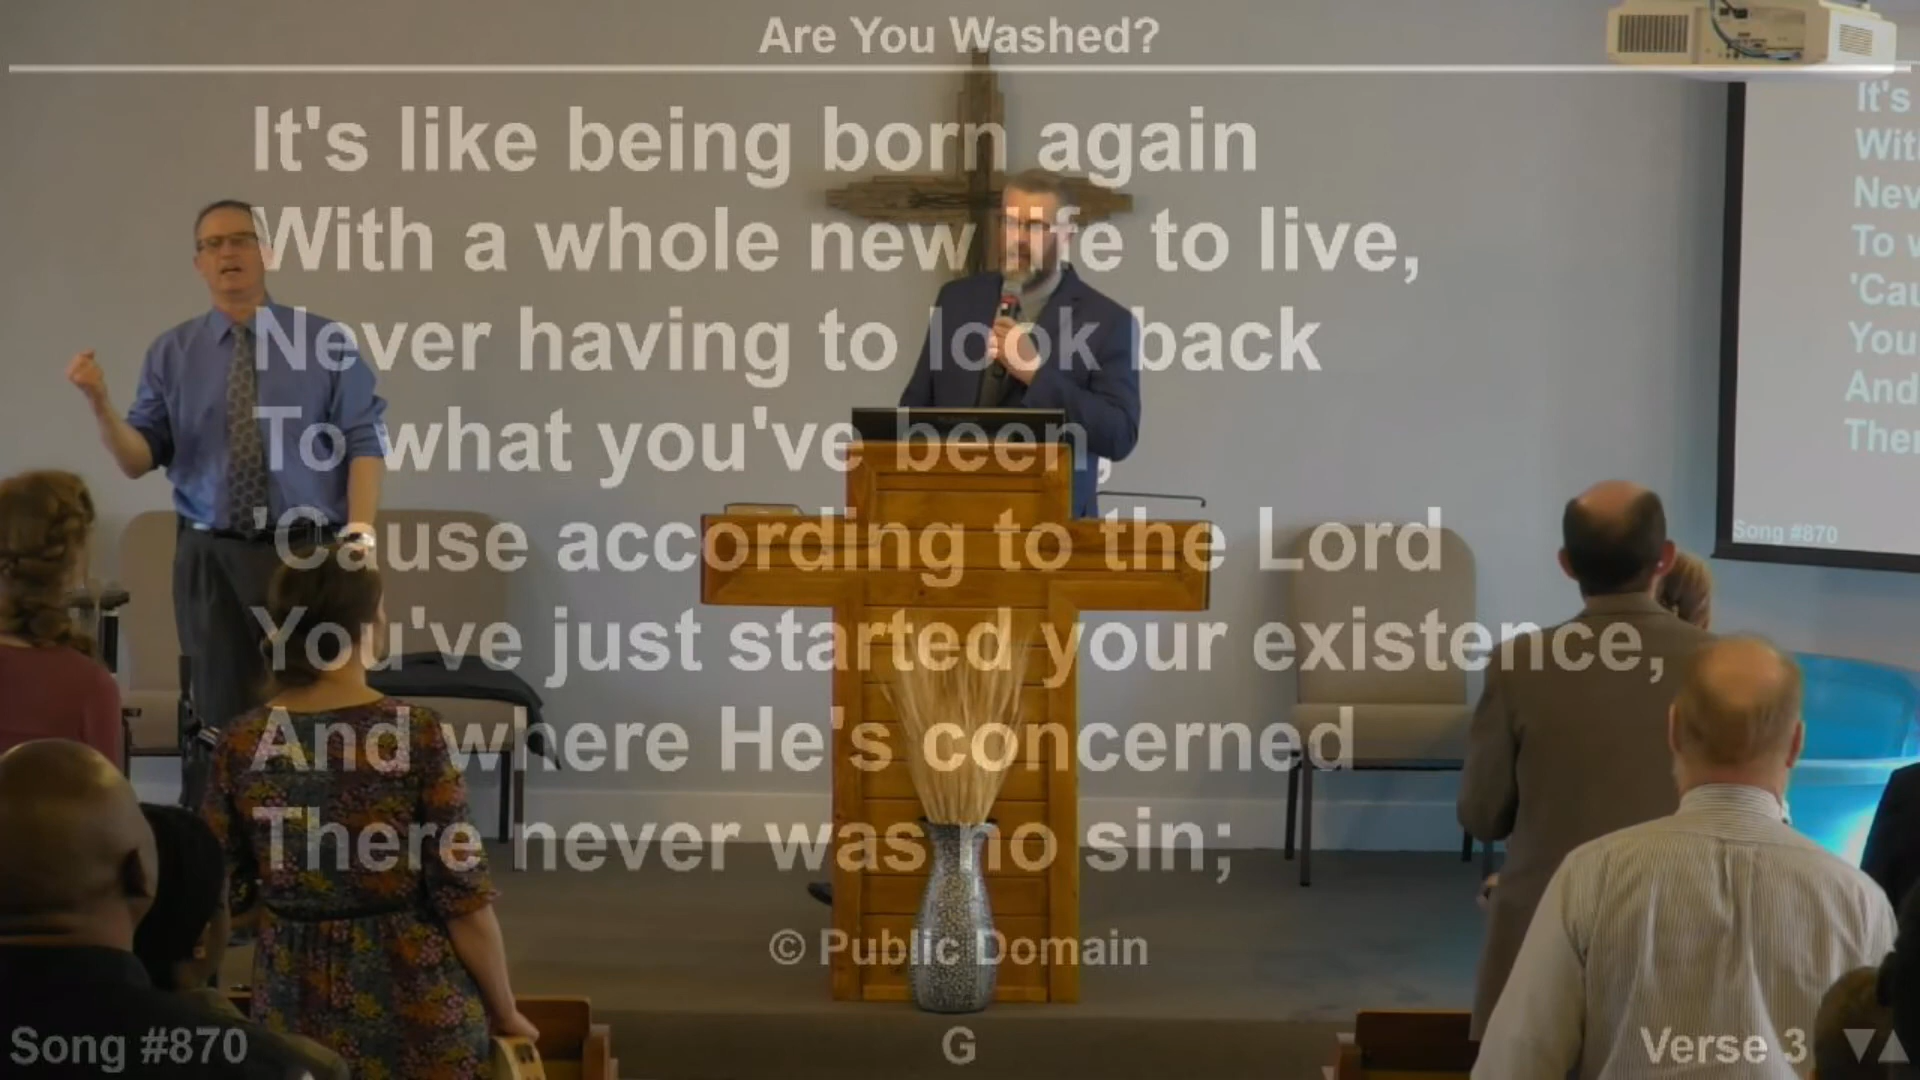 Are You Washed?
It's like being born again
With a whole new life to live,
Never having to look back
To what you've been,
'Cause according to the Lord
You've just started your existence,
And where He's concerned
There never was no sin;
© Public Domain
Song #870
G
Verse 3
It's
With
Nev
To w
'Cau
You
And
Ther
Song #870